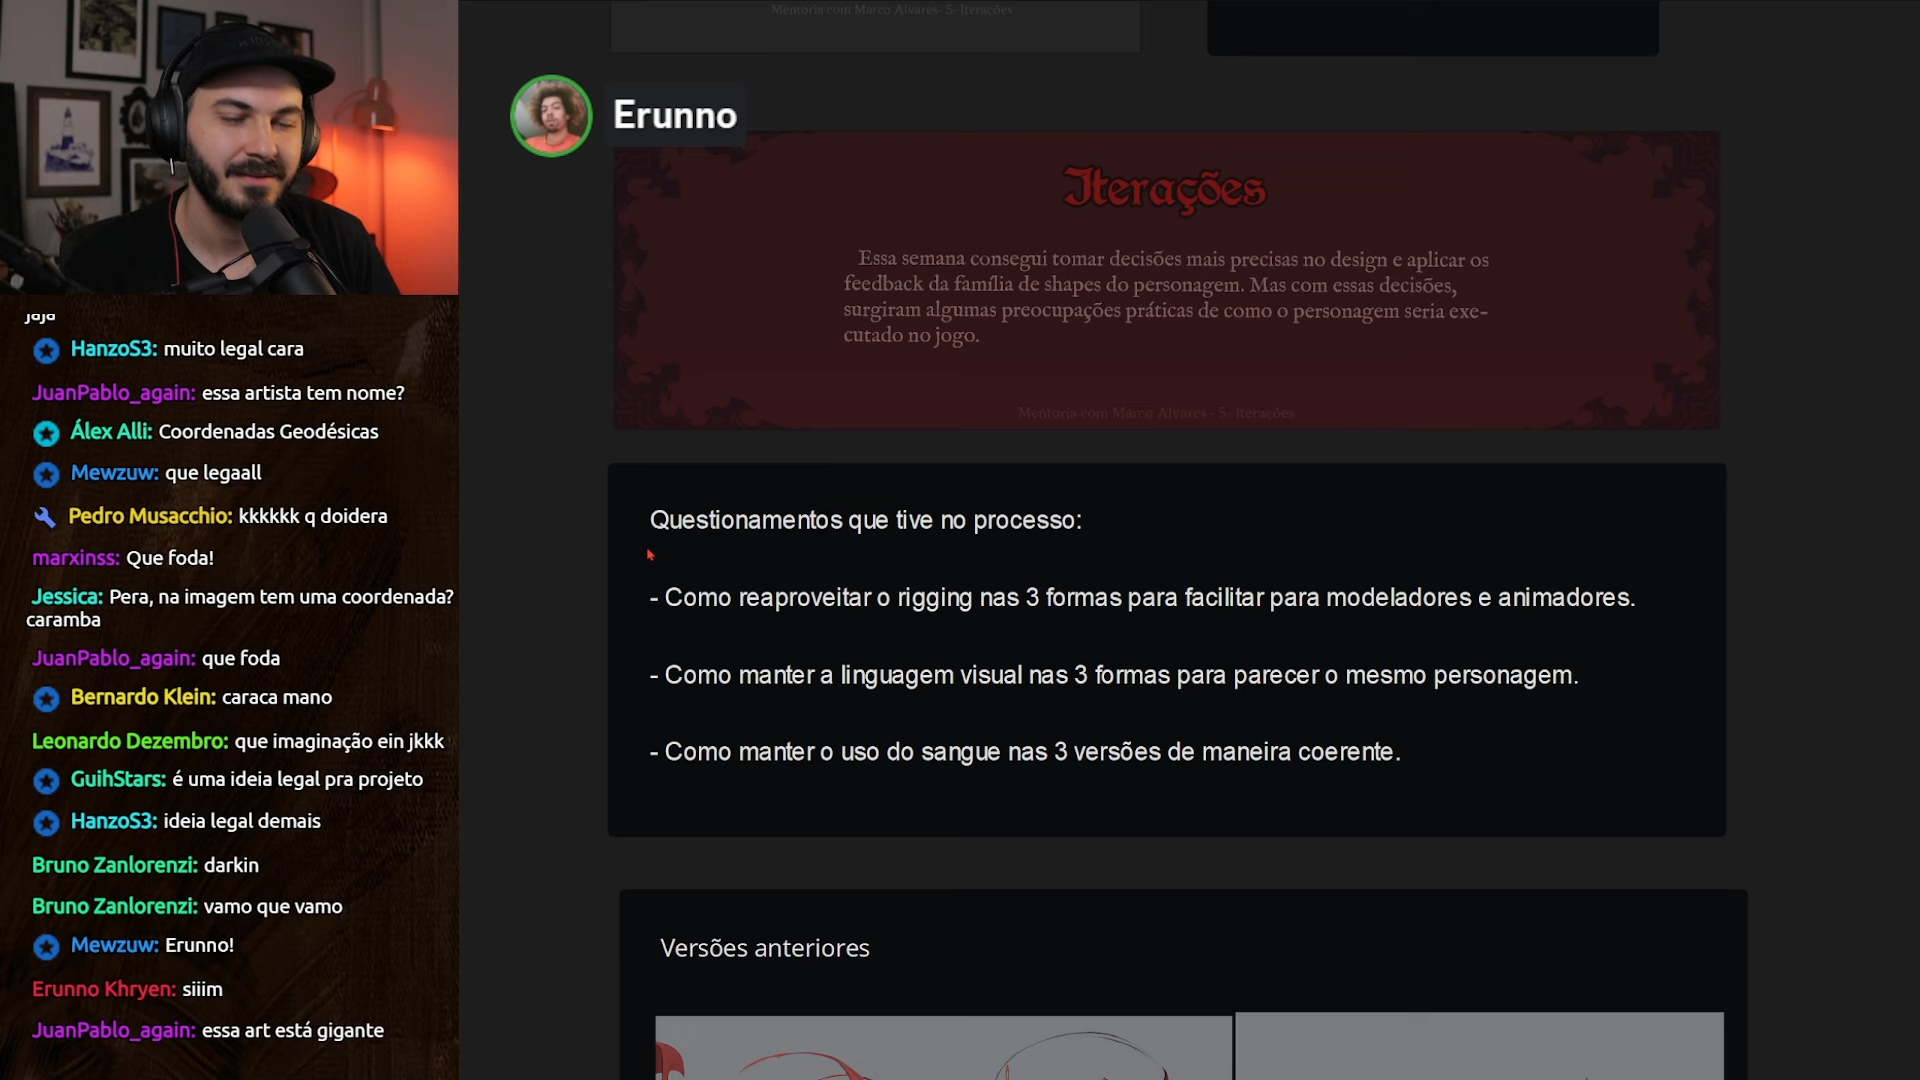 Mentoria com Marco Alvares- 5- Iterações
Erunno
Iterações
Essa semana consegui tomar decisões mais precisas no design e aplicar os
feedback da família de shapes do personagem. Mas com essas decisões,
surgiram algumas preocupações práticas de como o personagem seria exe-
cutado no jogo.
Mentoria com Marco Alvares - 5- Iterações
Questionamentos que tive no processo:
- Como reaproveitar o rigging nas 3 formas para facilitar para modeladores e animadores.
- Como manter a linguagem visual nas 3 formas para parecer o mesmo personagem.
- Como manter o uso do sangue nas 3 versões de maneira coerente.
Versões anteriores
jaja
HanzoS3: muito legal cara
JuanPablo_again: essa artista tem nome?
Álex Alli: Coordenadas Geodésicas
Mewzuw: que legaall
Pedro Musacchio: kkkkkk q doidera
marxinss: Que foda!
Jessica: Pera, na imagem tem uma coordenada?
caramba
JuanPablo_again: que foda
Bernardo Klein: caraca mano
Leonardo Dezembro: que imaginação ein jkkk
GuihStars: é uma ideia legal pra projeto
HanzoS3: ideia legal demais
Bruno Zanlorenzi: darkin
Bruno Zanlorenzi: vamo que vamo
Mewzuw: Erunno!
Erunno Khryen: siiim
JuanPablo_again: essa art está gigante